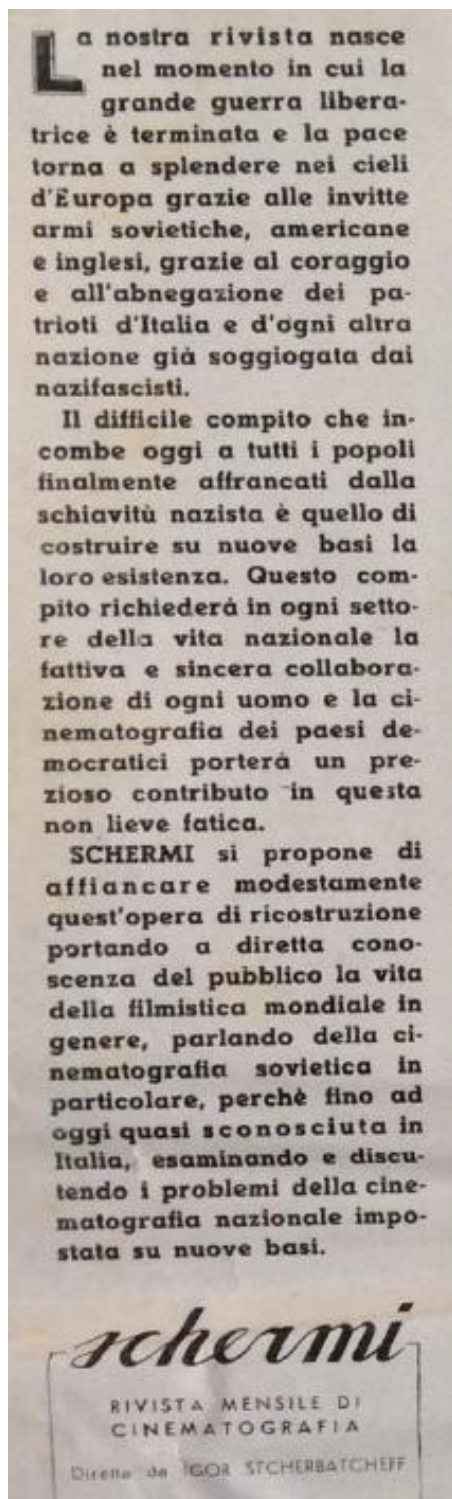 La nostra rivista nasce
nel momento in cui la
grande guerra libera-
trice è terminata e la pace
torna a splendere nei cieli
d'Europa grazie alle invitte
armi sovietiche, americane
e inglesi, grazie al coraggio
e all'abnegazione dei pa-
trioti d'Italia e d'ogni altra
nazione già soggiogata dai
nazifascisti.
Il difficile compito che in-
combe oggi a tutti i popoli
finalmente affrancati dalla
schiavitù nazista è quello di
costruire su nuove basi la
loro esistenza. Questo com-
pito richiederà in ogni setto-
re della vita nazionale la
fattiva e sincera collabora-
zione di ogni uomo e la ci-
nematografia dei paesi de-
mocratici porterà un pre-
zioso contributo in questa
non lieve fatica.
SCHERMI si propone di
affiancare modestamente
quest'opera di ricostruzione
portando a diretta cono-
scenza del pubblico la vita
della filmistica mondiale in
genere, parlando della ci-
nematografia sovietica in
particolare, perchè fino ad
oggi quasi sconosciuta in
Italia, esaminando e discu-
tendo i problemi della cine-
matografia nazionale impo-
stata su nuove basi.
schermi
RIVISTA MENSILE DI
CINEMATOGRAFIA
Diretta da IGOR STCHERBATCHEFF